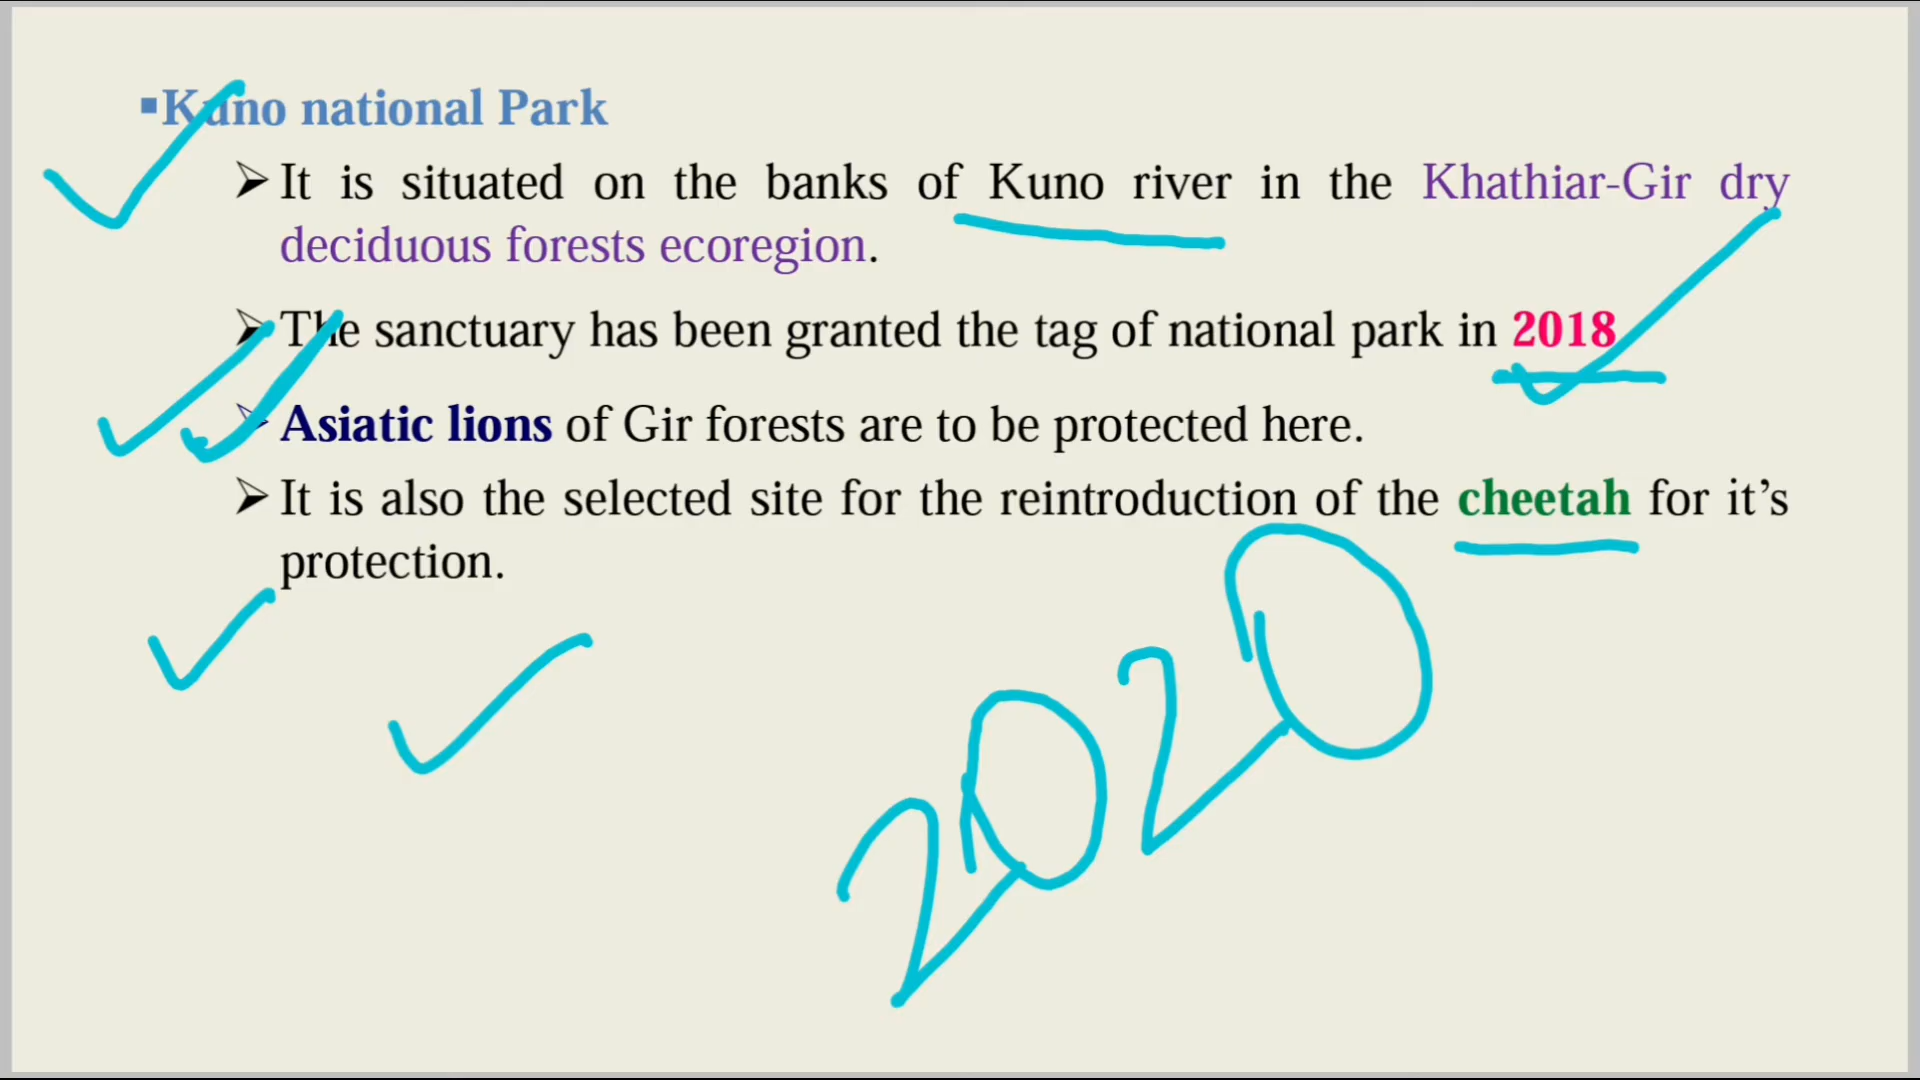 ▪Kuno national Park
➢It is situated on the banks of Kuno river in the Khathiar-Gir dry
deciduous forests ecoregion.
➢The sanctuary has been granted the tag of national park in 2018
➢Asiatic lions of Gir forests are to be protected here.
➢It is also the selected site for the reintroduction of the cheetah for it’s
protection.
2020